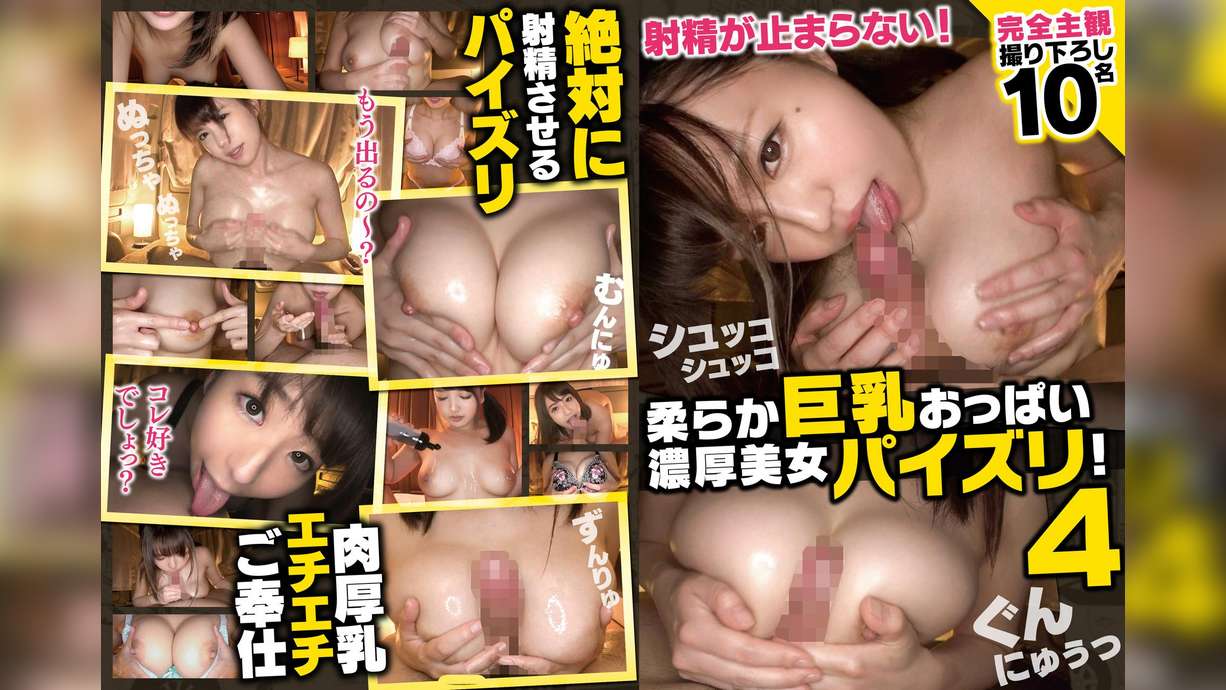 絶対に
射精させる
パイズリ
もう出るの～?
ぬっちゃ
ぬっちゃ
むんにゅ
コレ好き
でしょっ?
ずんりゅ
肉厚乳
エチエチ
ご奉仕
射精が止まらない!
完全主観
撮り下ろし
10名
シュッコ
シュッコ
柔らか巨乳おっぱい
濃厚美女パイズリ!
4
ぐん
にゅぅっ